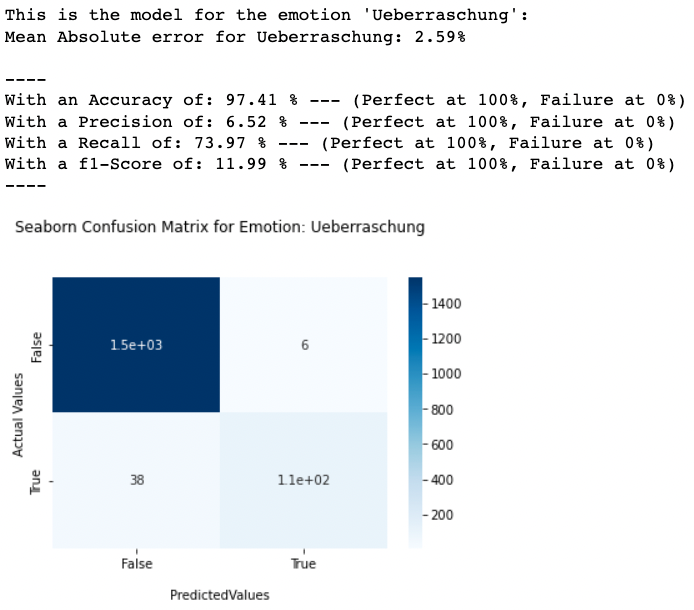 This is the model for the emotion 'Ueberraschung':
Mean Absolute error for Ueberraschung: 2.59%
----
With an Accuracy of: 97.41 % --- (Perfect at 100%, Failure at 0%)
With a Precision of: 6.52 % --- (Perfect at 100%, Failure at 0%)
With a Recall of: 73.97 % --- (Perfect at 100%, Failure at 0%)
With a f1-Score of: 11.99 % --- (Perfect at 100%, Failure at 0%)
----
Seaborn Confusion Matrix for Emotion: Ueberraschung
Actual Values
False
True
1.5e+03
6
38
1.1e+02
False
True
PredictedValues
1400
1200
1000
800
600
400
200